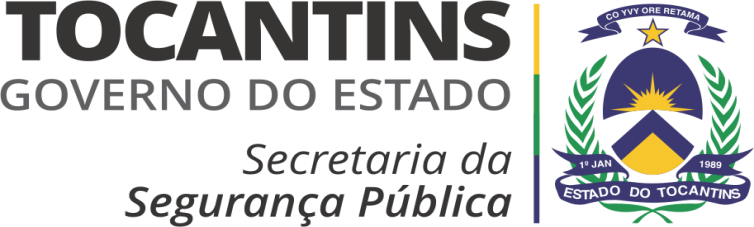 TOCANTINS
GOVERNO DO ESTADO
Secretaria da
Segurança Pública
CO YVY ORE RETAMA
1º JAN 1989
ESTADO DO TOCANTINS